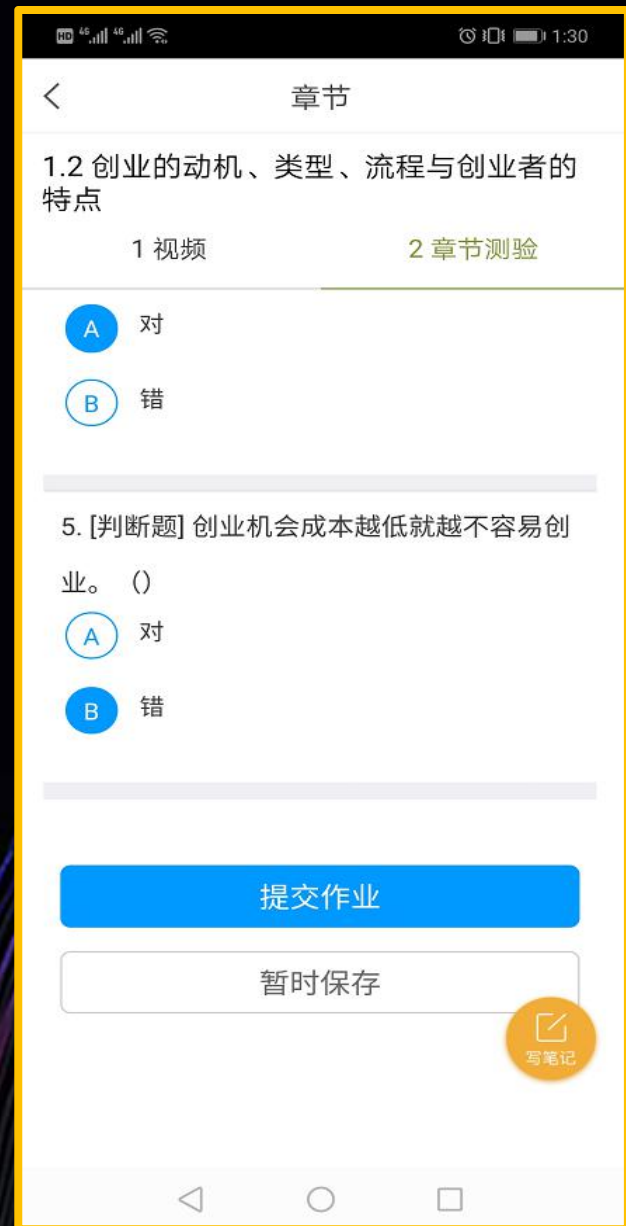 HD 4G 4G 1:30
章节
1.2 创业的动机、类型、流程与创业者的
特点
1 视频 2 章节测验
A 对
B 错
5. [判断题] 创业机会成本越低就越不容易创
业。（）
A 对
B 错
提交作业
暂时保存
写笔记